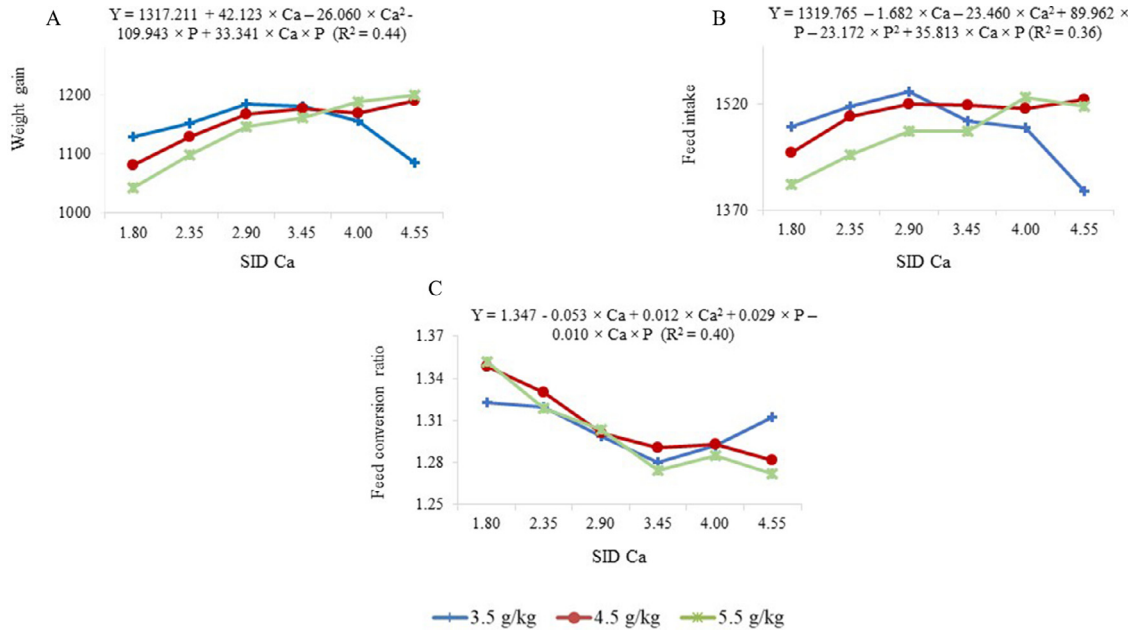 A
Y = 1317.211 + 42.123 × Ca – 26.060 × Ca² -
109.943 × P + 33.341 × Ca × P (R² = 0.44)
Weight gain
1200
1100
1000
1.80 2.35 2.90 3.45 4.00 4.55
SID Ca
B
Y = 1319.765 – 1.682 × Ca – 23.460 × Ca² + 89.962 ×
P – 23.172 × P² + 35.813 × Ca × P (R² = 0.36)
Feed intake
1520
1370
1.80 2.35 2.90 3.45 4.00 4.55
SID Ca
C
Y = 1.347 - 0.053 × Ca + 0.012 × Ca² + 0.029 × P –
0.010 × Ca × P (R² = 0.40)
Feed conversion ratio
1.37
1.34
1.31
1.28
1.25
1.80 2.35 2.90 3.45 4.00 4.55
SID Ca
3.5 g/kg 4.5 g/kg 5.5 g/kg